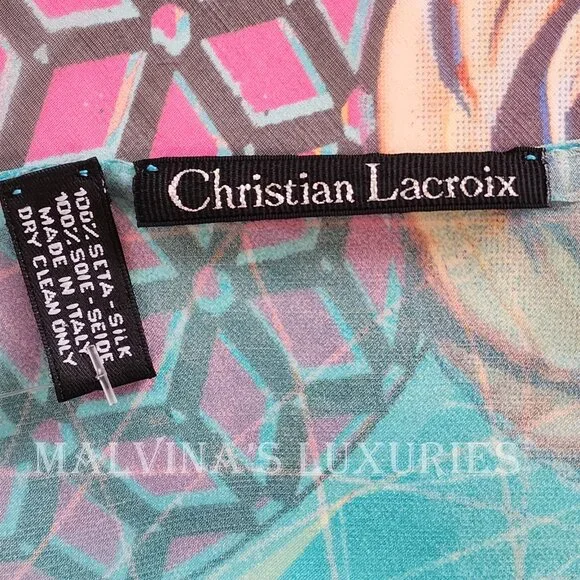 Christian Lacroix
100% SETA - SILK
100% SOIE - SEIDE
MADE IN ITALY
DRY CLEAN ONLY
MALVINA'S LUXURIES